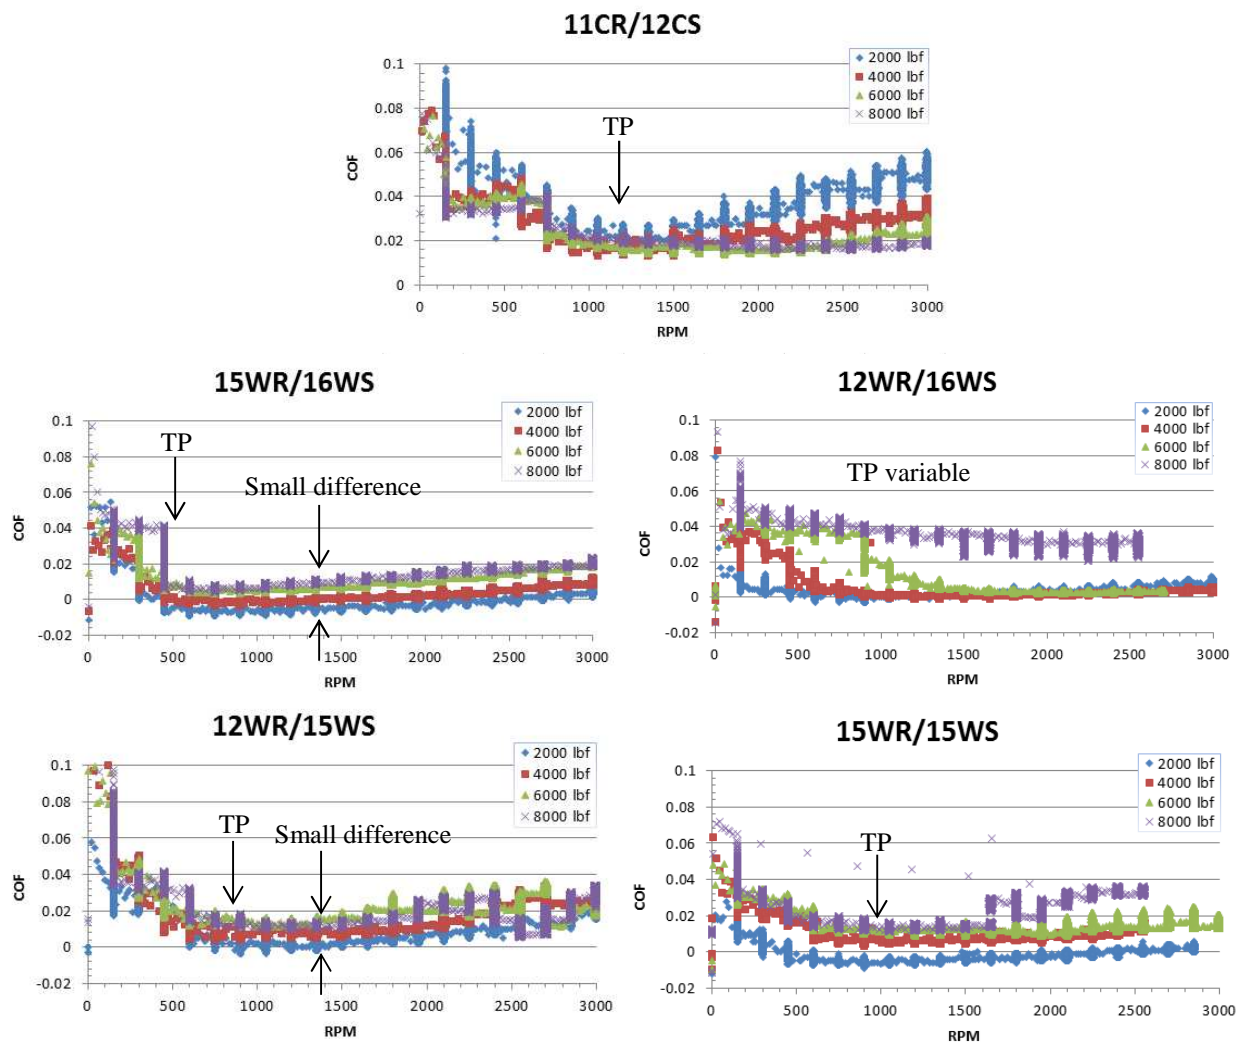 11CR/12CS
2000 lbf
4000 lbf
6000 lbf
8000 lbf
TP
COF
0.1
0.08
0.06
0.04
0.02
0
0 500 1000 1500 2000 2500 3000
RPM
15WR/16WS
2000 lbf
4000 lbf
6000 lbf
8000 lbf
TP
Small difference
COF
0.1
0.08
0.06
0.04
0.02
0
-0.02
0 500 1000 1500 2000 2500 3000
RPM
12WR/16WS
2000 lbf
4000 lbf
6000 lbf
8000 lbf
TP variable
COF
0.1
0.08
0.06
0.04
0.02
0
-0.02
0 500 1000 1500 2000 2500 3000
RPM
12WR/15WS
2000 lbf
4000 lbf
6000 lbf
8000 lbf
TP
Small difference
COF
0.1
0.08
0.06
0.04
0.02
0
-0.02
0 500 1000 1500 2000 2500 3000
RPM
15WR/15WS
2000 lbf
4000 lbf
6000 lbf
8000 lbf
TP
COF
0.1
0.08
0.06
0.04
0.02
0
-0.02
0 500 1000 1500 2000 2500 3000
RPM